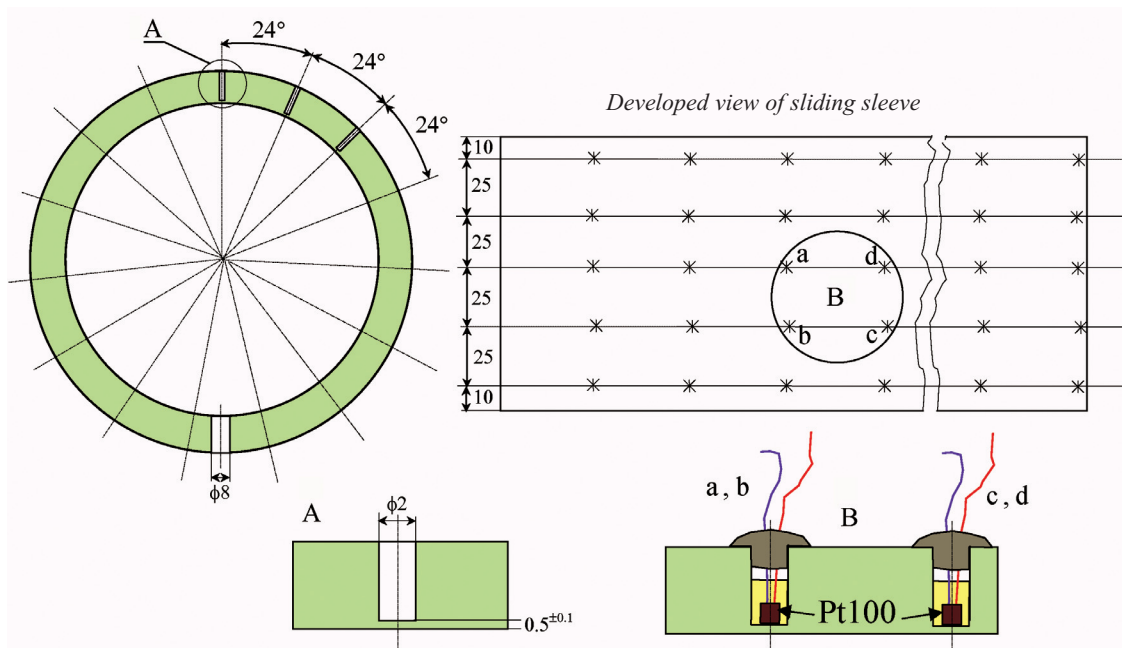 A
24°
24°
24°
Developed view of sliding sleeve
10
25
25
25
25
10
a
d
B
b
c
ϕ8
A
ϕ2
0.5±0.1
a , b
B
c , d
Pt100